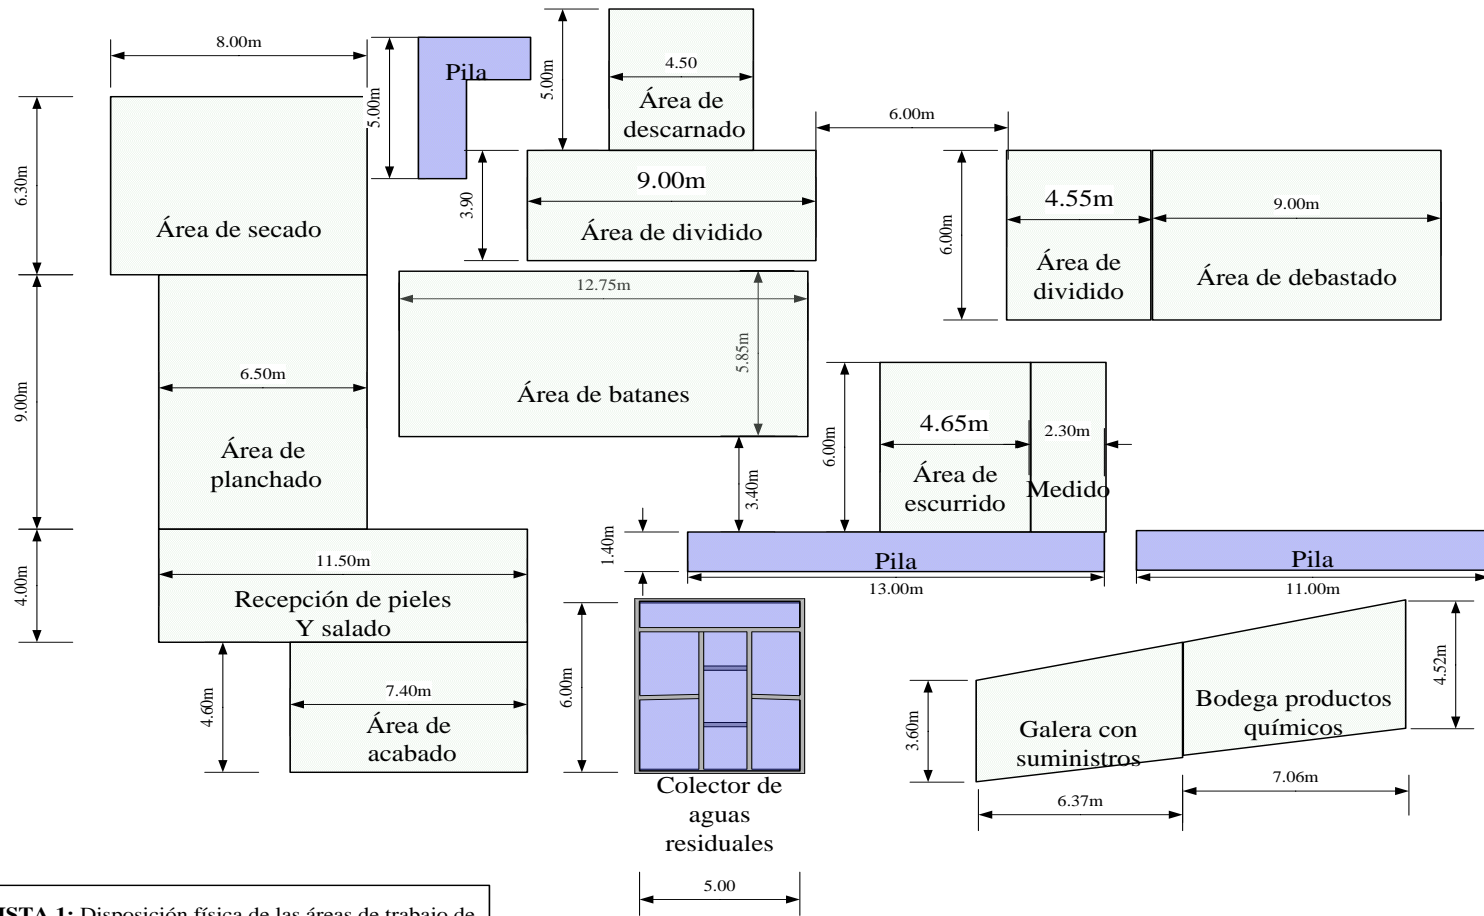 8.00m
5.00m
Pila
5.00m
4.50
Área de
descarnado
6.00m
6.30m
Área de secado
3.90
9.00m
Área de dividido
6.00m
4.55m
Área de
dividido
9.00m
Área de debastado
12.75m
5.85m
Área de batanes
9.00m
6.50m
Área de
planchado
3.40m
6.00m
4.65m
Área de
escurrido
2.30m
Medido
1.40m
Pila
13.00m
Pila
11.00m
4.00m
11.50m
Recepción de pieles
Y salado
4.60m
7.40m
Área de
acabado
6.00m
Colector de
aguas
residuales
5.00
3.60m
Galera con
suministros
6.37m
Bodega productos
químicos
7.06m
4.52m
1: Disposición física de las áreas de trabajo de